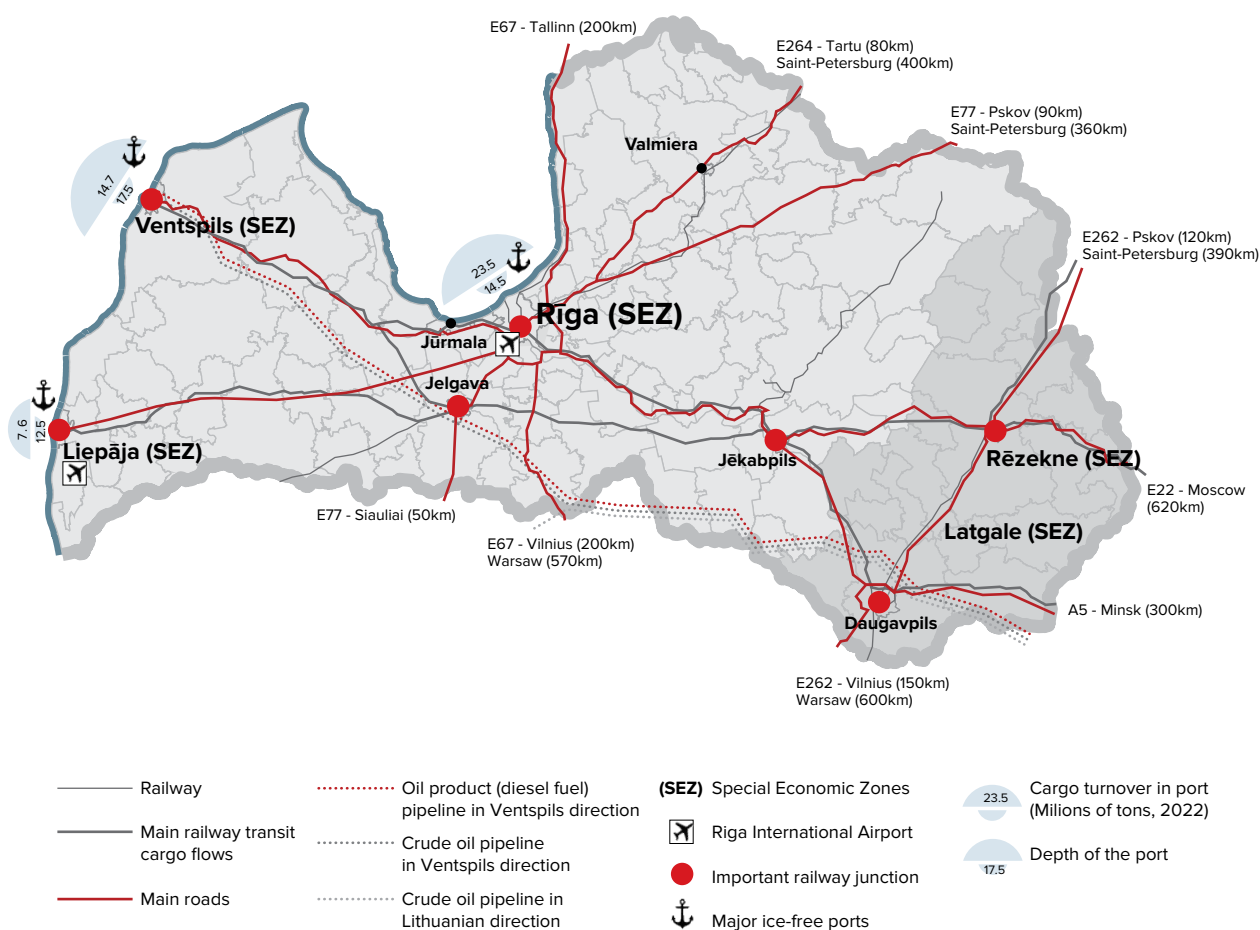 E67 - Tallinn (200km)
E264 - Tartu (80km)
Saint-Petersburg (400km)
E77 - Pskov (90km)
Saint-Petersburg (360km)
Valmiera
14.7
17.5
Ventspils (SEZ)
E262 - Pskov (120km)
Saint-Petersburg (390km)
23.5
14.5
Rīga (SEZ)
Jūrmala
Jelgava
7. 6
12.5
Liepāja (SEZ)
Jēkabpils
Rēzekne (SEZ)
E22 - Moscow
(620km)
E77 - Siauliai (50km)
Latgale (SEZ)
E67 - Vilnius (200km)
Warsaw (570km)
A5 - Minsk (300km)
Daugavpils
E262 - Vilnius (150km)
Warsaw (600km)
Railway
Main railway transit
cargo flows
Main roads
Oil product (diesel fuel)
pipeline in Ventspils direction
Crude oil pipeline
in Ventspils direction
Crude oil pipeline in
Lithuanian direction
(SEZ) Special Economic Zones
Riga International Airport
Important railway junction
Major ice-free ports
23.5
Cargo turnover in port
(Milions of tons, 2022)
Depth of the port
17.5